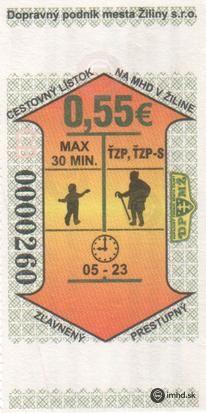 Dopravný podnik mesta Žiliny s.r.o.
CESTOVNÝ LÍSTOK NA MHD V ŽILINE
0,55€
MAX
30 MIN.
ŤZP, ŤZP-S
0000260
DPMŽ
05 - 23
ZĽAVNENÝ PRESTUPNÝ
imhd.sk